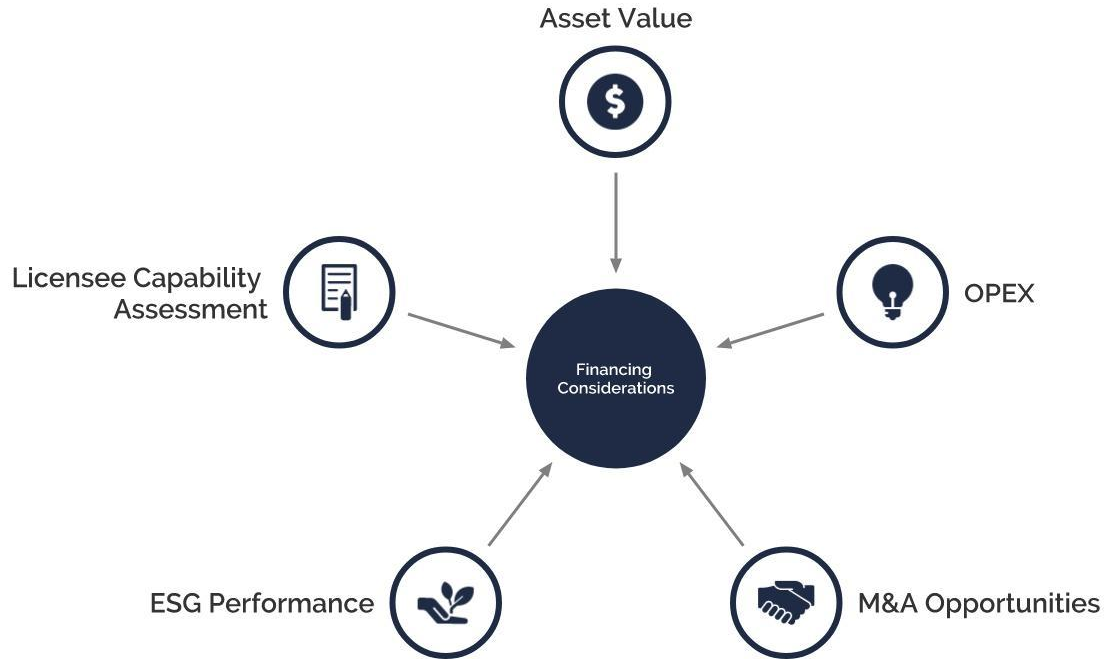 Asset Value
Licensee Capability
Assessment
OPEX
Financing
Considerations
ESG Performance
M&A Opportunities